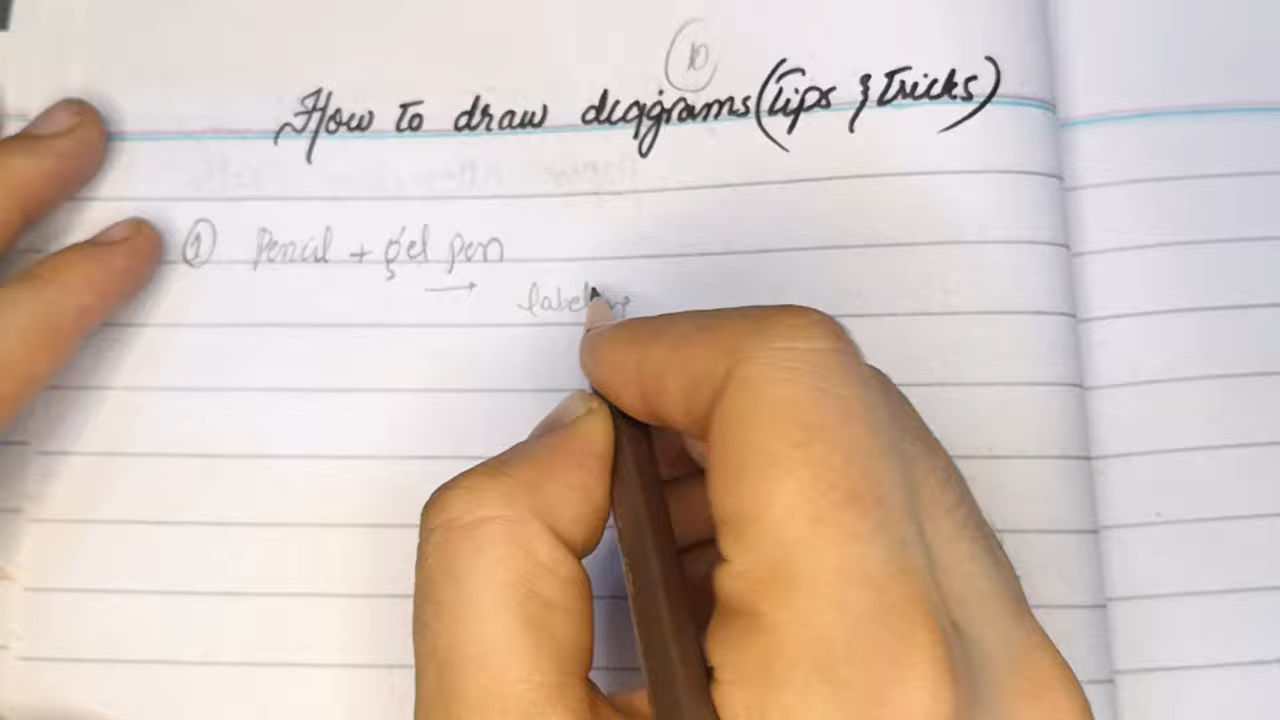 10
How to draw diagrams (Tips & Tricks)
① Pencil + gel pen
→